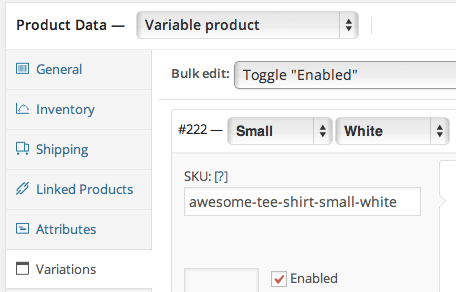 Product Data — Variable product
General
Bulk edit: Toggle "Enabled"
Inventory
#222 — Small White
Shipping
SKU: [?]
Linked Products
awesome-tee-shirt-small-white
Attributes
Variations
Enabled